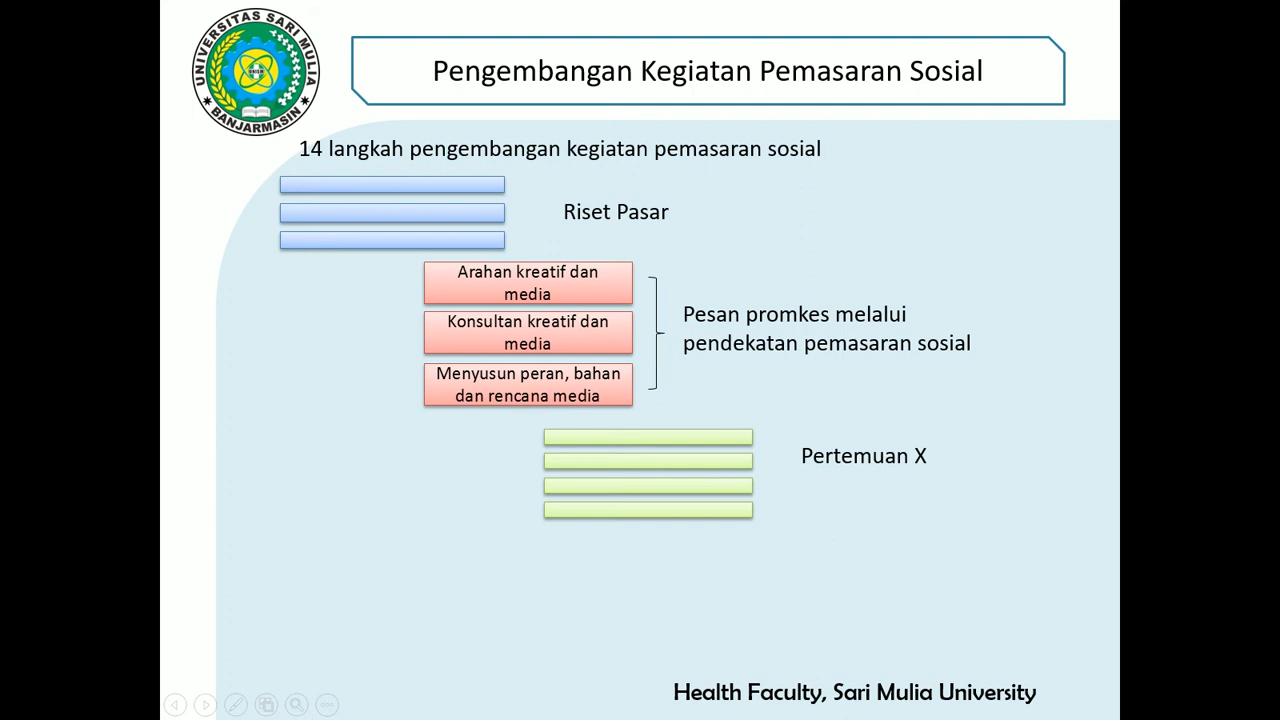 UNIVERSITAS SARI MULIA
BANJARMASIN
Pengembangan Kegiatan Pemasaran Sosial
14 langkah pengembangan kegiatan pemasaran sosial
Riset Pasar
Arahan kreatif dan
media
Konsultan kreatif dan
media
Menyusun peran, bahan
dan rencana media
Pesan promkes melalui
pendekatan pemasaran sosial
Pertemuan X
Health Faculty, Sari Mulia University